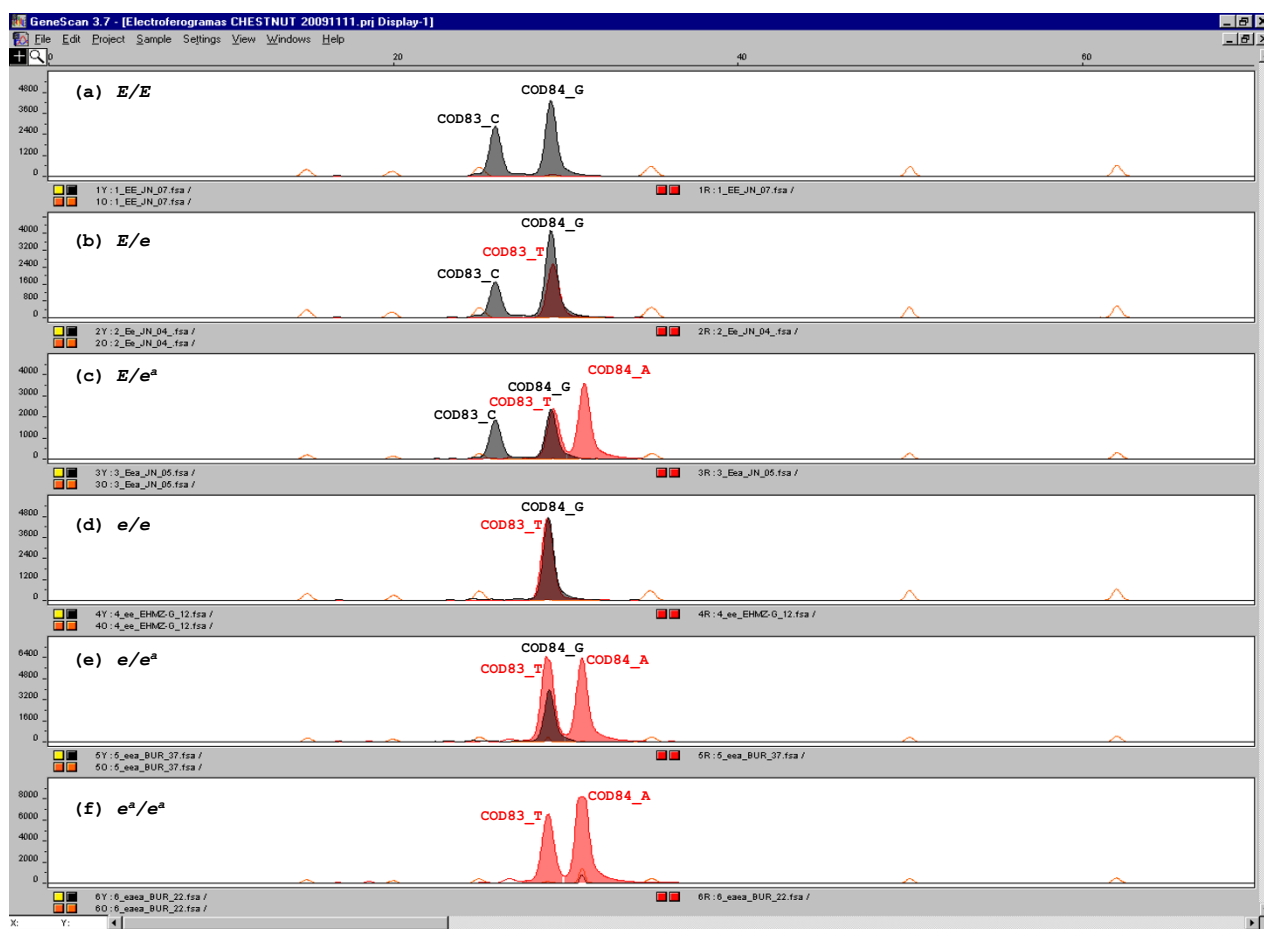 GeneScan 3.7 - [Electroferogramas CHESTNUT 20091111.prj Display-1]
File Edit Project Sample Settings View Windows Help
0 20 40 60
(a) E/E
COD84_G
COD83_C
4800
3600
2400
1200
0
1Y : 1_EE_JN_07.fsa / 1R : 1_EE_JN_07.fsa /
1O : 1_EE_JN_07.fsa /
(b) E/e
COD84_G
COD83_T
COD83_C
4000
3200
2400
1600
800
0
2Y : 2_Ee_JN_04_.fsa / 2R : 2_Ee_JN_04_.fsa /
2O : 2_Ee_JN_04_.fsa /
(c) E/eᵃ
COD84_A
COD84_G
COD83_T
COD83_C
4000
3000
2000
1000
0
3Y : 3_Eea_JN_05.fsa / 3R : 3_Eea_JN_05.fsa /
3O : 3_Eea_JN_05.fsa /
(d) e/e
COD84_G
COD83_T
4800
3600
2400
1200
0
4Y : 4_ee_EHMZ-G_12.fsa / 4R : 4_ee_EHMZ-G_12.fsa /
4O : 4_ee_EHMZ-G_12.fsa /
(e) e/eᵃ
COD84_G
COD83_T COD84_A
6400
4800
3200
1600
0
5Y : 5_eea_BUR_37.fsa / 5R : 5_eea_BUR_37.fsa /
5O : 5_eea_BUR_37.fsa /
(f) eᵃ/eᵃ
COD84_A
COD83_T
8000
6000
4000
2000
0
6Y : 6_eaea_BUR_22.fsa / 6R : 6_eaea_BUR_22.fsa /
6O : 6_eaea_BUR_22.fsa /
X: Y: